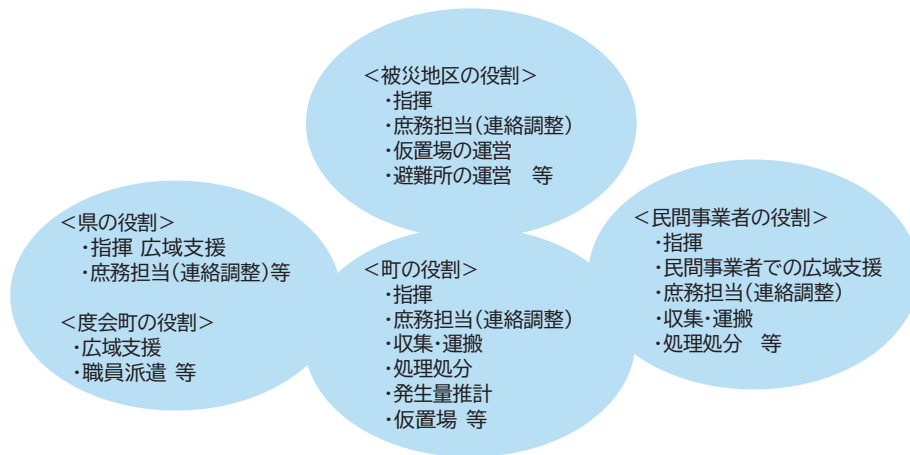 ＜被災地区の役割＞
・指揮
・庶務担当（連絡調整）
・仮置場の運営
・避難所の運営　等
＜県の役割＞
・指揮 広域支援
・庶務担当（連絡調整）等
＜度会町の役割＞
・広域支援
・職員派遣 等
＜町の役割＞
・指揮
・庶務担当（連絡調整）
・収集・運搬
・処理処分
・発生量推計
・仮置場 等
＜民間事業者の役割＞
・指揮
・民間事業者での広域支援
・庶務担当（連絡調整）
・収集・運搬
・処理処分　等